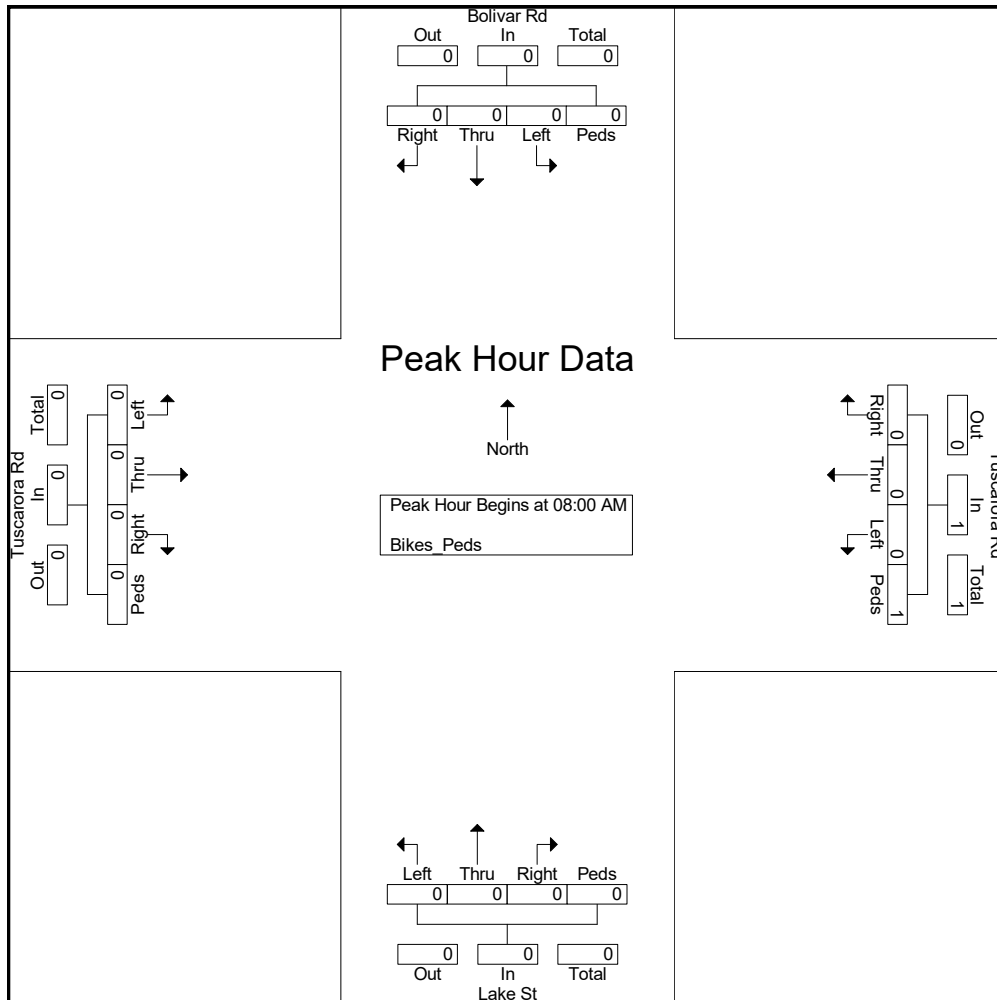 Bolivar Rd
Out In Total
0 0 0
0 0 0 0
Right Thru Left Peds
Peak Hour Data
North
Peak Hour Begins at 08:00 AM
Bikes_Peds
Tuscarora Rd
Total In Out
0 0 0
0 0 0 0
Left Thru Right Peds
Right Thru Left Peds
0 0 0 1
Out In Total
0 1 1
Tuscarora Rd
Left Thru Right Peds
0 0 0 0
0 0 0
Out In Total
Lake St